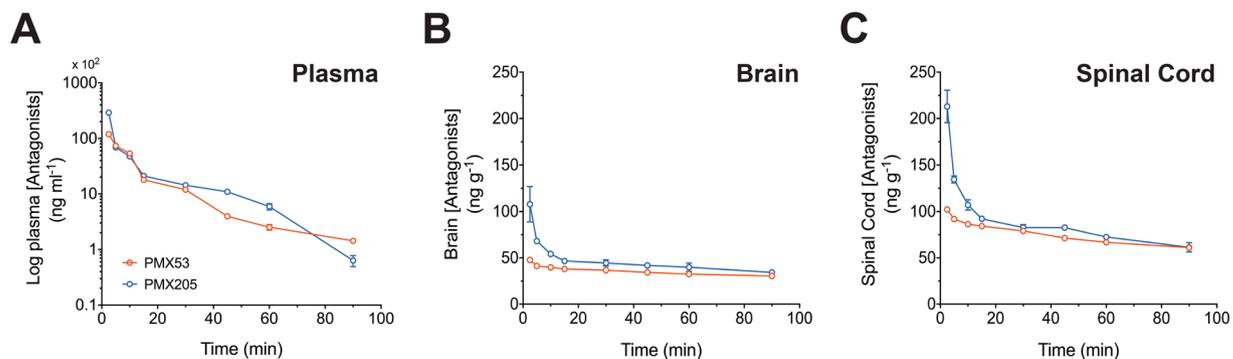 A
× 10²
Plasma
1000
100
10
1
0.1
Log plasma [Antagonists]
(ng ml⁻¹)
PMX53
PMX205
0 20 40 60 80 100
Time (min)
B
Brain
250
200
150
100
50
0
Brain [Antagonists]
(ng g⁻¹)
0 20 40 60 80 100
Time (min)
C
Spinal Cord
250
200
150
100
50
0
Spinal Cord [Antagonists]
(ng g⁻¹)
0 20 40 60 80 100
Time (min)